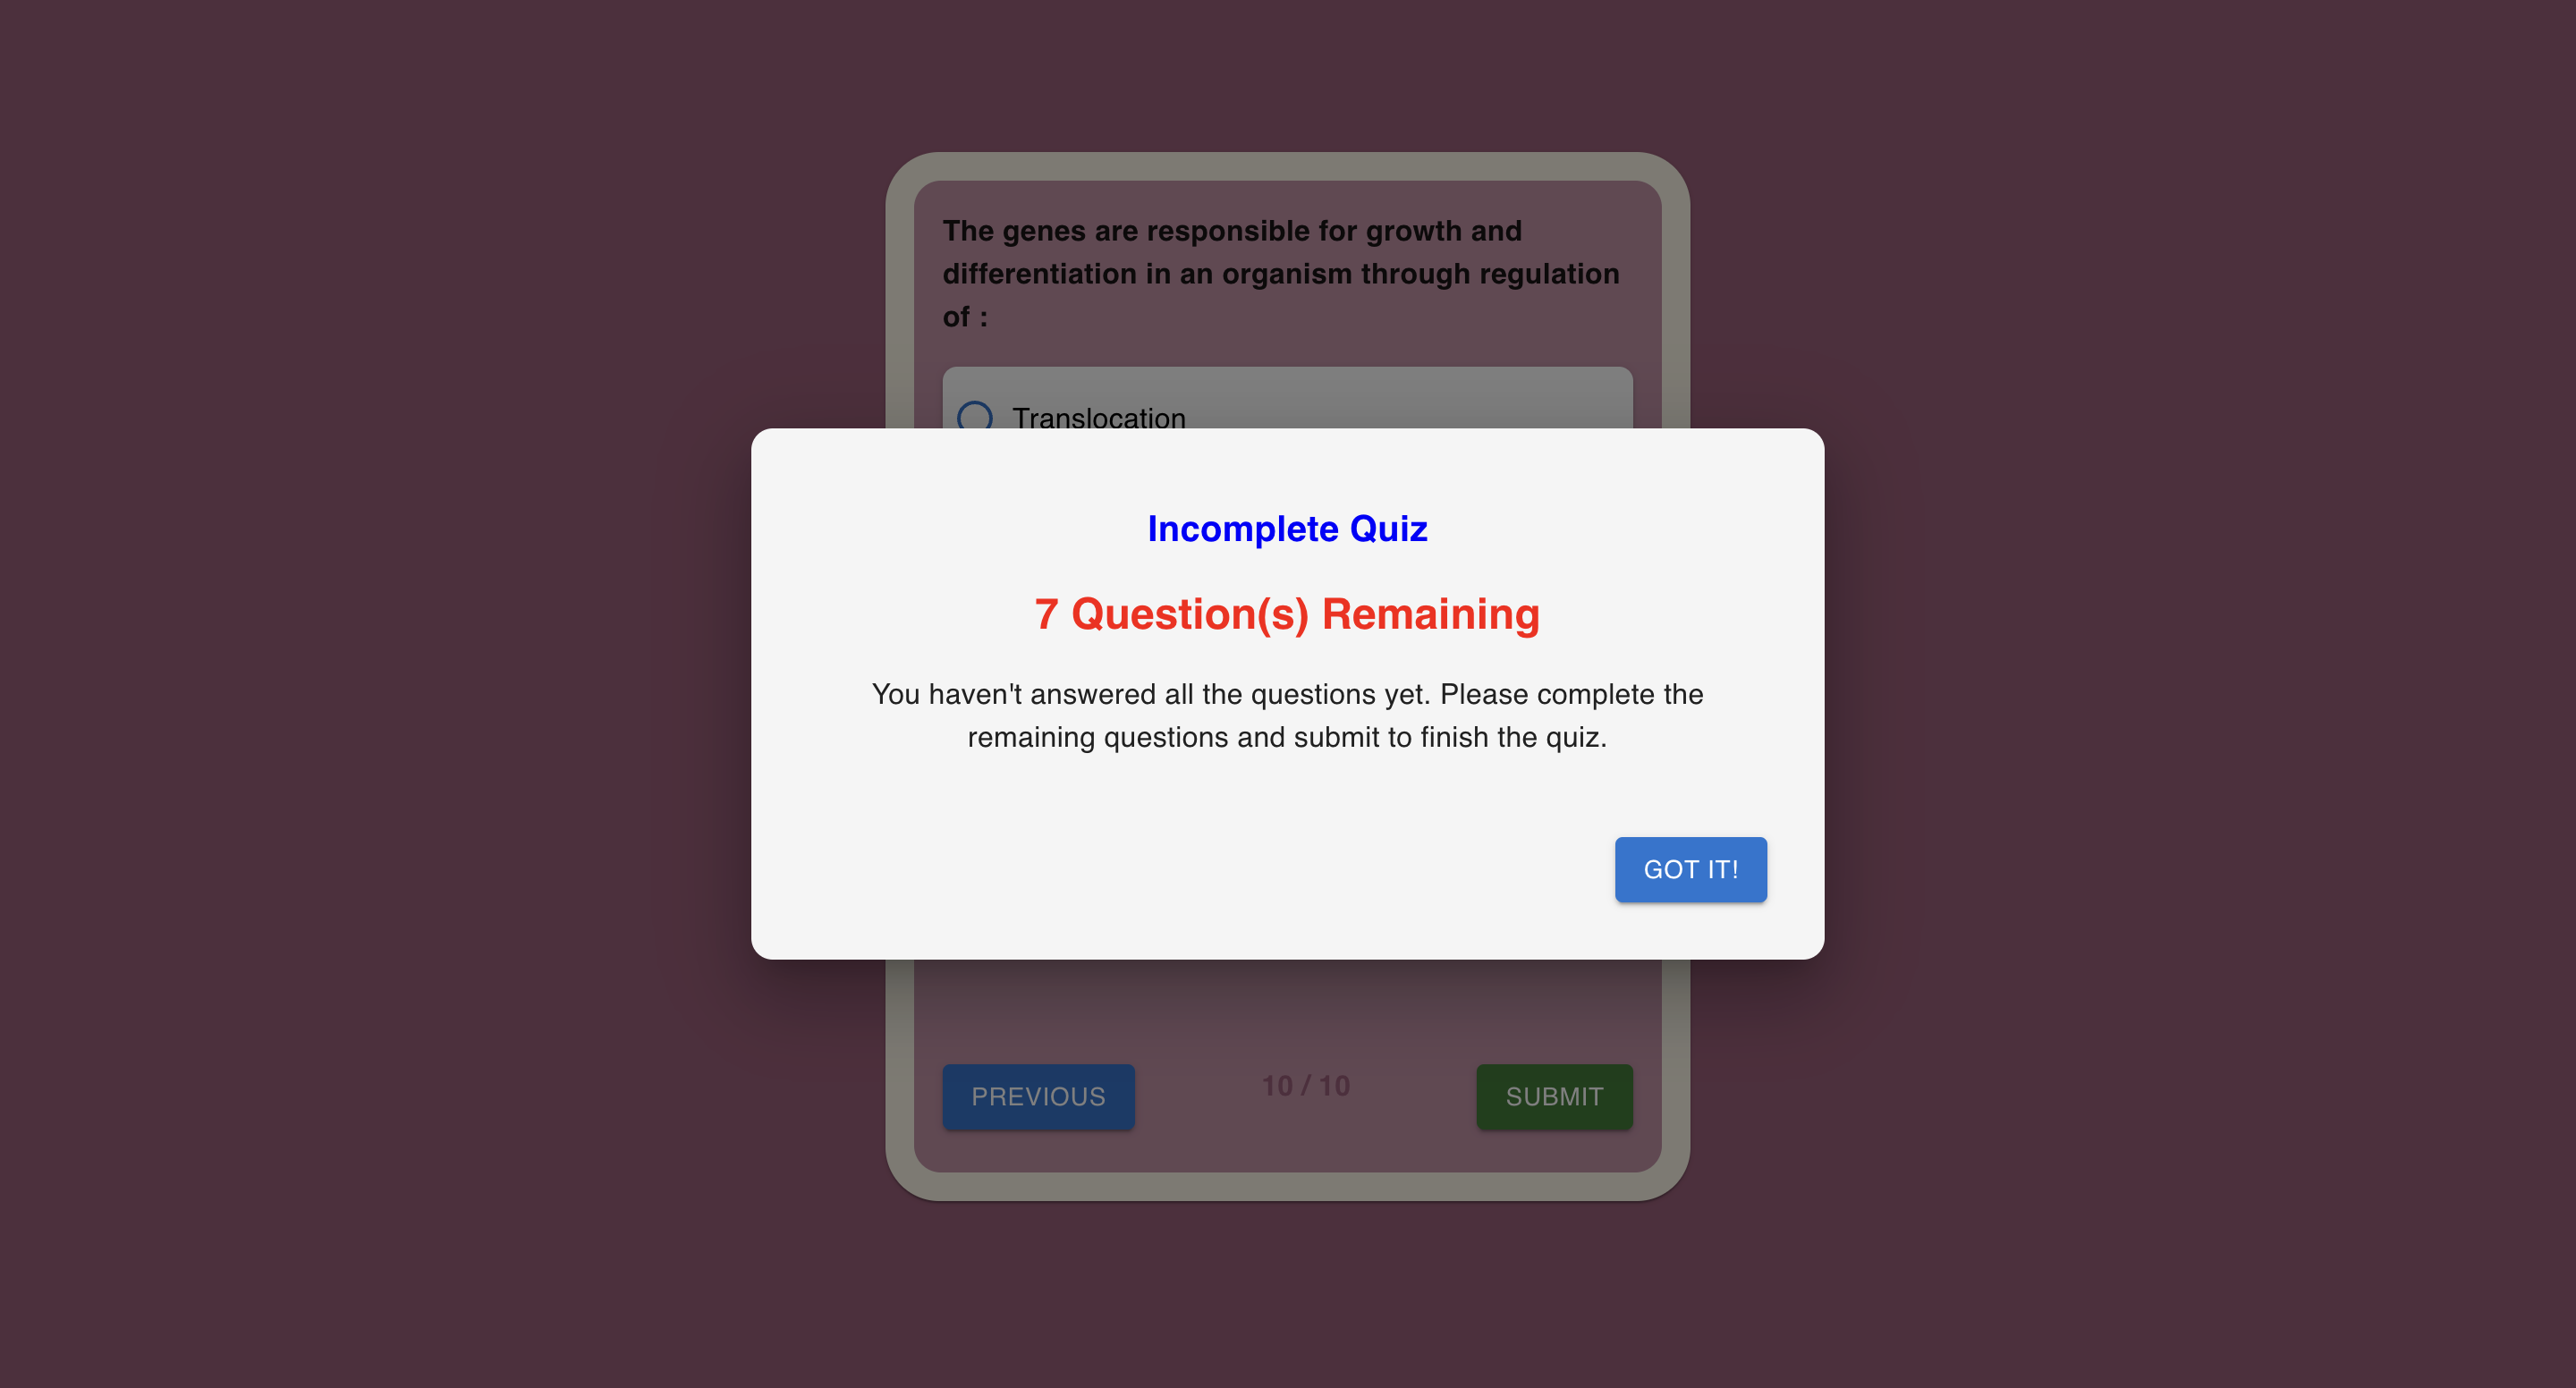 The genes are responsible for growth and
differentiation in an organism through regulation
of :
Translocation
Incomplete Quiz
7 Question(s) Remaining
You haven't answered all the questions yet. Please complete the
remaining questions and submit to finish the quiz.
GOT IT!
PREVIOUS
10 / 10
SUBMIT